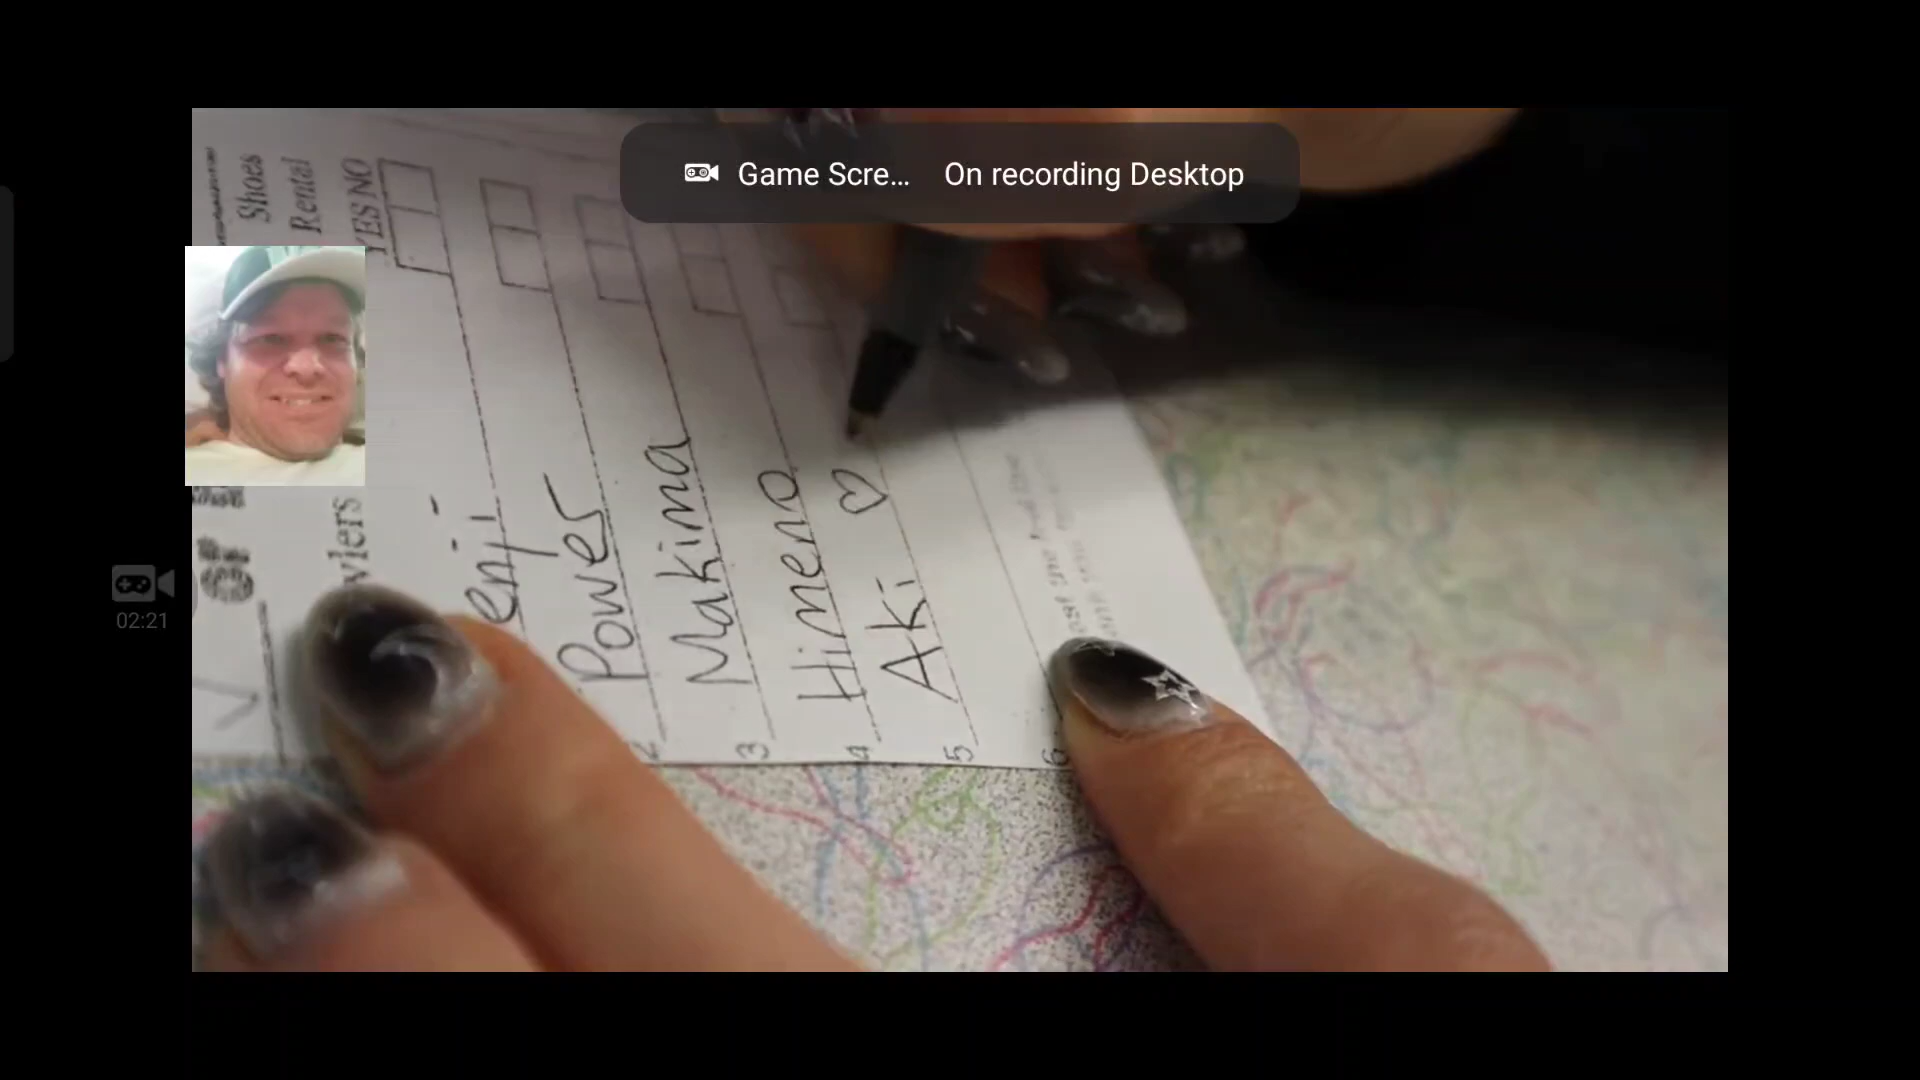 Game Scre... On recording Desktop
02:21
Shoes
Rental
YES NO
wlers
enji
2 Power
3 Makima
4 Himeno
5 Aki ♡
6